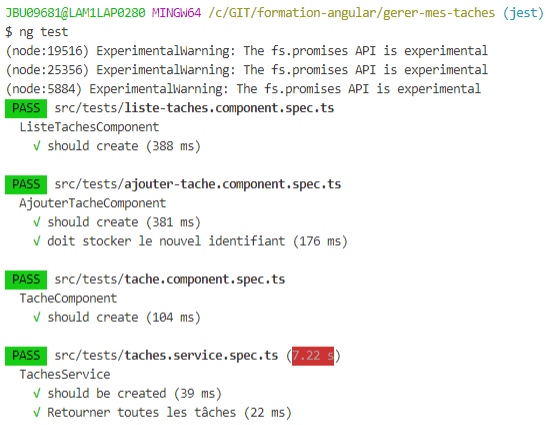 JBU09681@LAM1LAP0280 MINGW64 /c/GIT/formation-angular/gerer-mes-taches (jest)
$ ng test
(node:19516) ExperimentalWarning: The fs.promises API is experimental
(node:25356) ExperimentalWarning: The fs.promises API is experimental
(node:5884) ExperimentalWarning: The fs.promises API is experimental
PASS src/tests/liste-taches.component.spec.ts
ListeTachesComponent
√ should create (388 ms)
PASS src/tests/ajouter-tache.component.spec.ts
AjouterTacheComponent
√ should create (381 ms)
√ doit stocker le nouvel identifiant (176 ms)
PASS src/tests/tache.component.spec.ts
TacheComponent
√ should create (104 ms)
PASS src/tests/taches.service.spec.ts (7.22 s)
TachesService
√ should be created (39 ms)
√ Retourner toutes les tâches (22 ms)